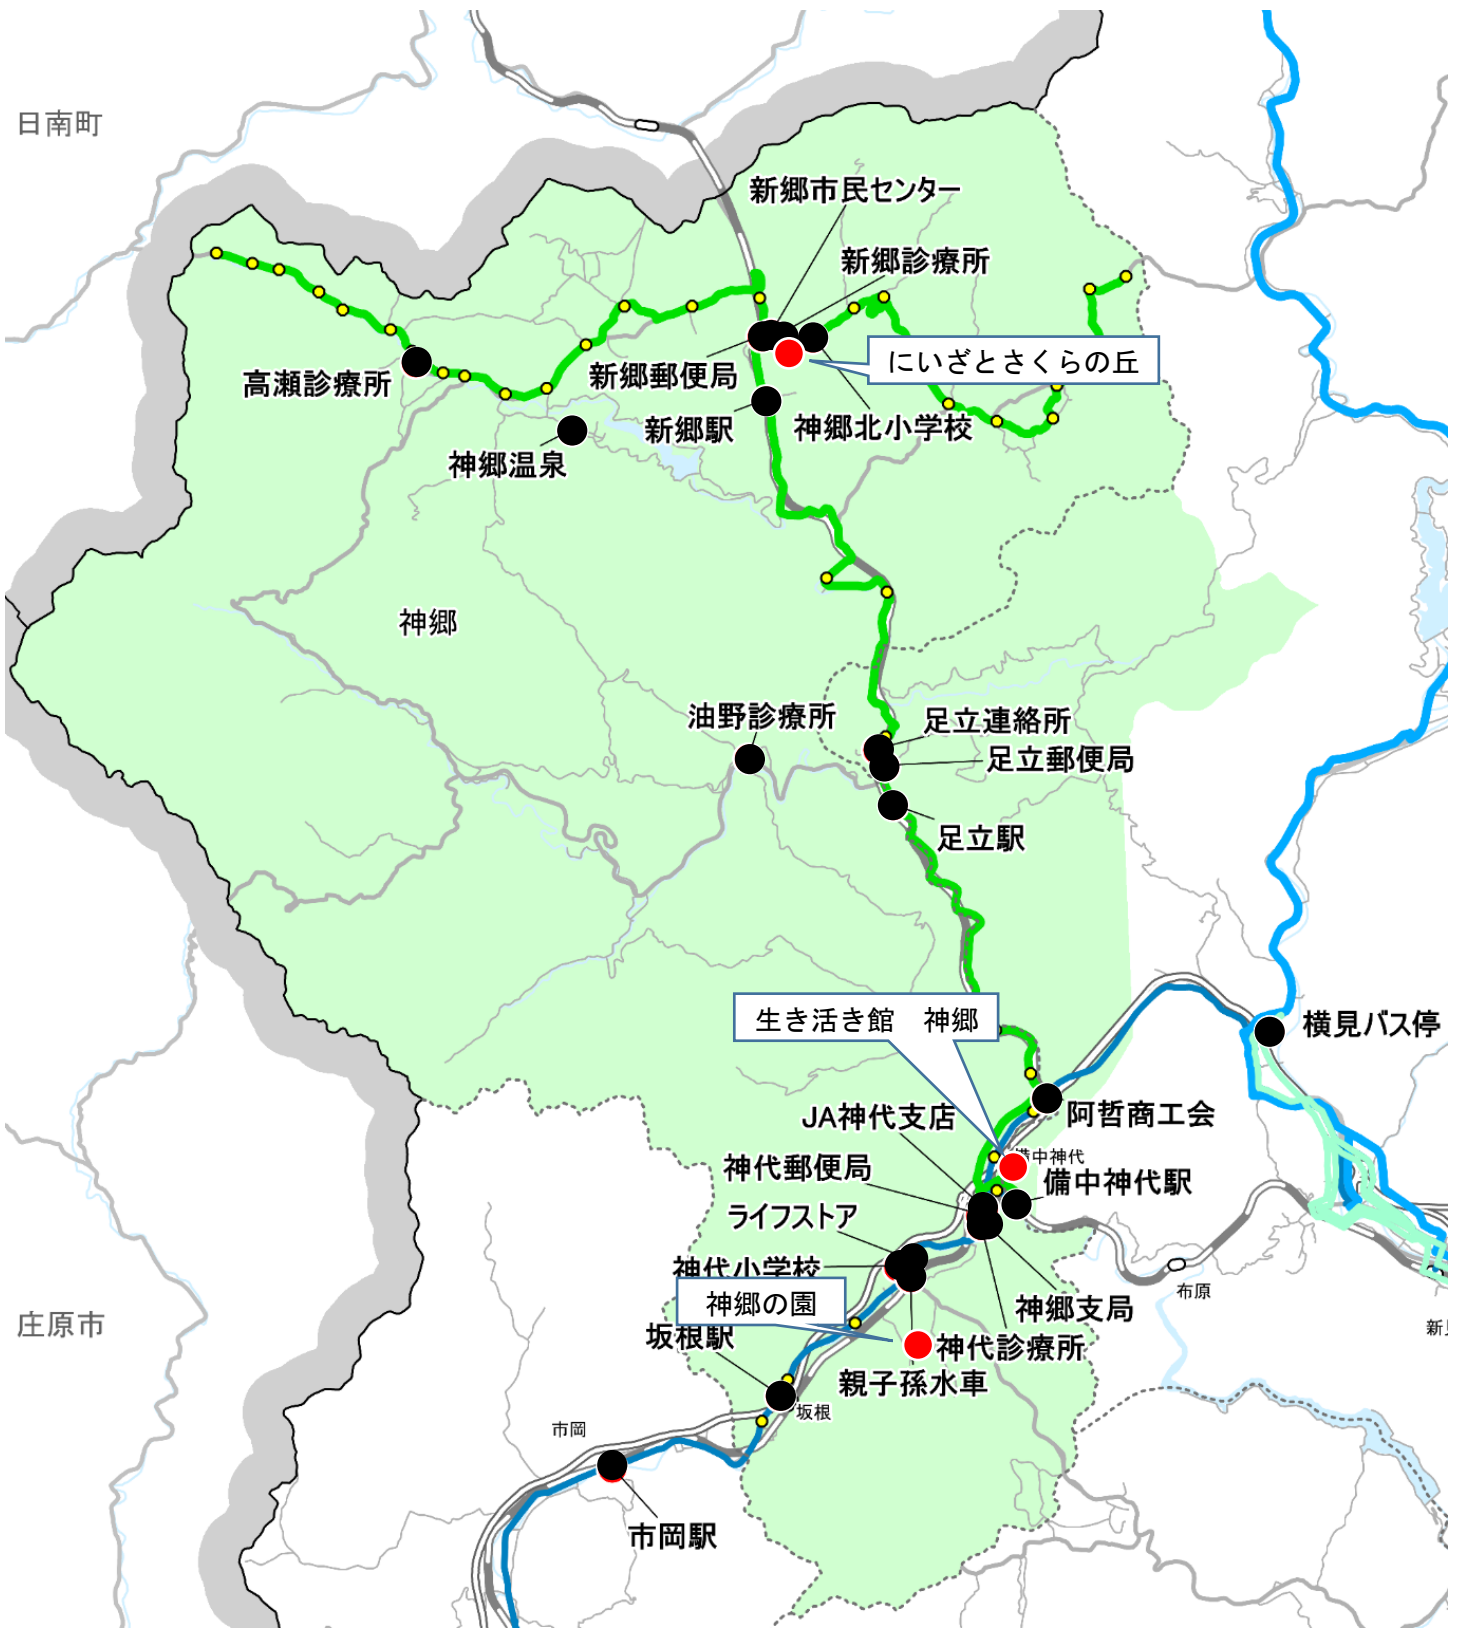 日南町
新郷市民センター
新郷診療所
にいざとさくらの丘
高瀬診療所
新郷郵便局
新郷駅
神郷北小学校
神郷温泉
神郷
油野診療所
足立連絡所
足立郵便局
足立駅
生き活き館　神郷
横見バス停
JA神代支店
阿哲商工会
備中神代
神代郵便局
備中神代駅
ライフストア
神代小学校
布原
神郷の園
神郷支局
庄原市
坂根駅
神代診療所
親子孫水車
坂根
市岡
市岡駅